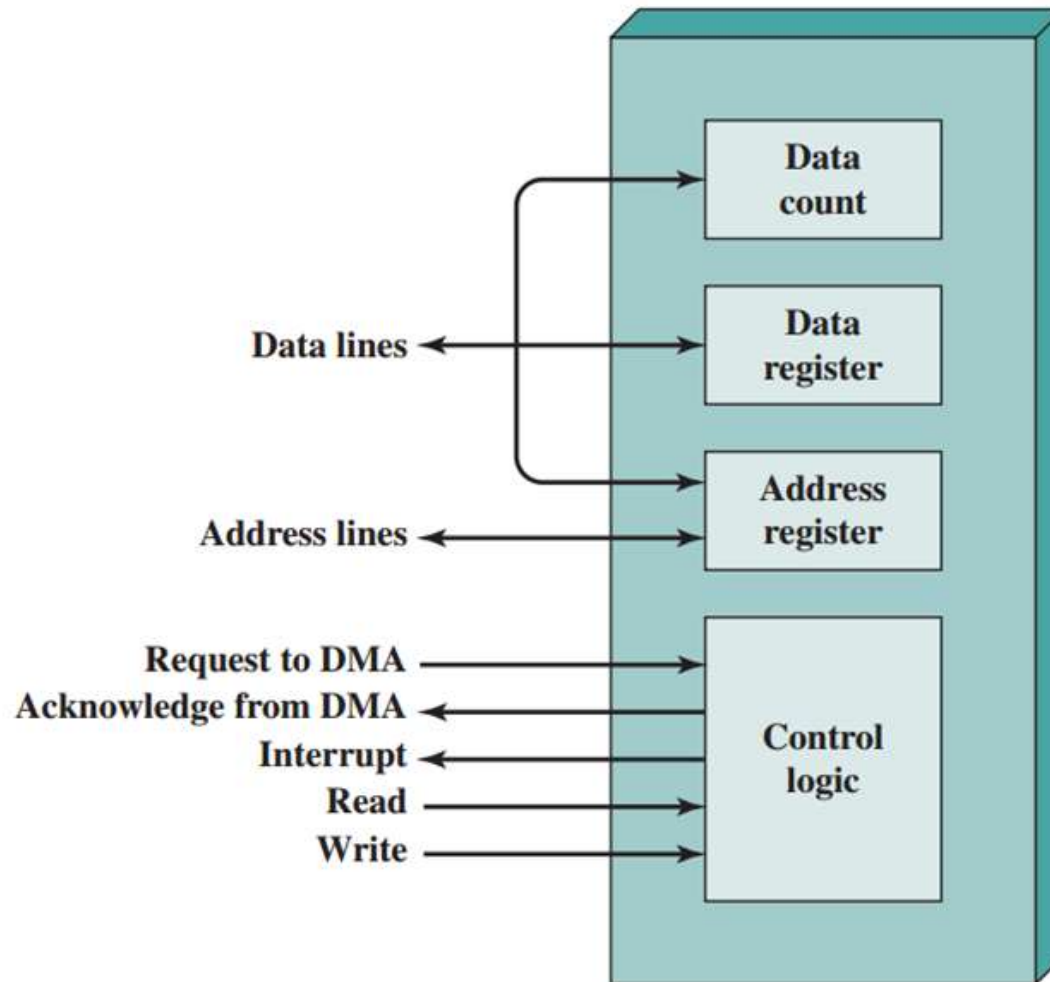 Data
count
Data lines
Data
register
Address lines
Address
register
Request to DMA
Acknowledge from DMA
Interrupt
Read
Write
Control
logic